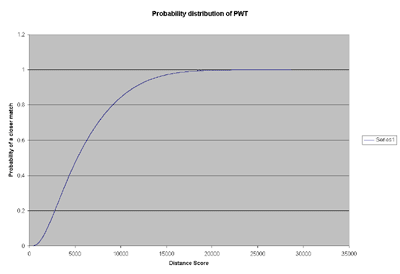 Probability distribution of PWT
1.2
1
0.8
0.6
0.4
0.2
0
Probability of a closer match
0 5000 10000 15000 20000 25000 30000 35000
Distance Score
Series1